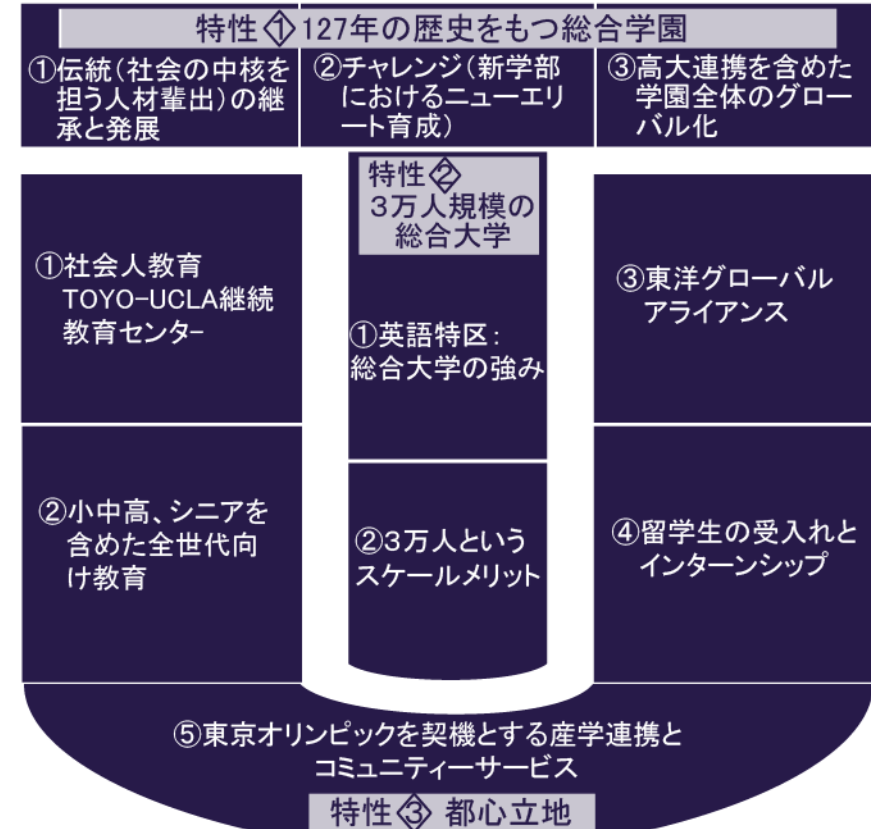 特性①127年の歴史をもつ総合学園
①伝統(社会の中核を
担う人材輩出)の継
承と発展
②チャレンジ(新学部
におけるニューエリ
ート育成)
③高大連携を含めた
学園全体のグロー
バル化
特性②
3万人規模の
総合大学
①英語特区:
総合大学の強み
②3万人という
スケールメリット
①社会人教育
TOYO-UCLA継続
教育センター
②小中高、シニアを
含めた全世代向
け教育
③東洋グローバル
アライアンス
④留学生の受入れと
インターンシップ
⑤東京オリンピックを契機とする産学連携と
コミュニティーサービス
特性③ 都心立地